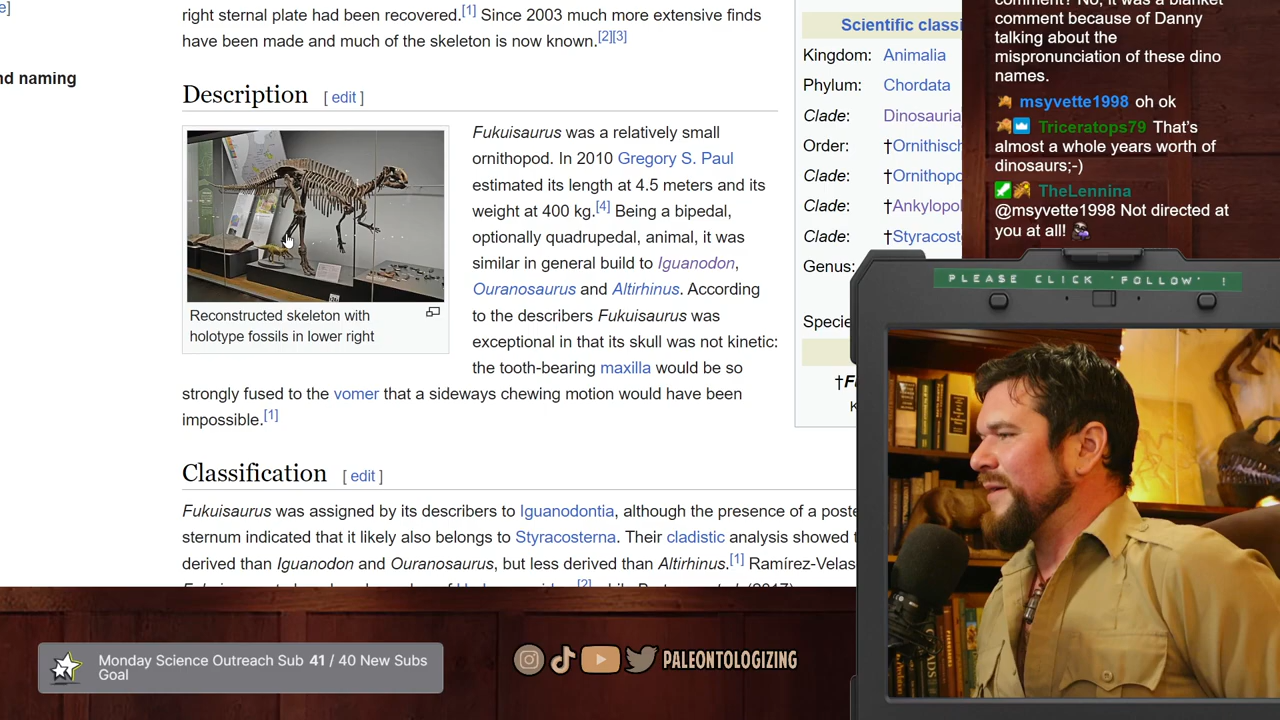 right sternal plate had been recovered.[1] Since 2003 much more extensive finds
have been made and much of the skeleton is now known.[2][3]
nd naming
Description [ edit ]
Fukuisaurus was a relatively small
ornithopod. In 2010 Gregory S. Paul
estimated its length at 4.5 meters and its
weight at 400 kg.[4] Being a bipedal,
optionally quadrupedal, animal, it was
similar in general build to Iguanodon,
Ouranosaurus and Altirhinus. According
to the describers Fukuisaurus was
exceptional in that its skull was not kinetic:
the tooth-bearing maxilla would be so
strongly fused to the vomer that a sideways chewing motion would have been
impossible.[1]
Reconstructed skeleton with
holotype fossils in lower right
Classification [ edit ]
Fukuisaurus was assigned by its describers to Iguanodontia, although the presence of a poste
sternum indicated that it likely also belongs to Styracosterna. Their cladistic analysis showed t
derived than Iguanodon and Ouranosaurus, but less derived than Altirhinus.[1] Ramírez-Velas
Scientific classi
Kingdom: Animalia
Phylum: Chordata
Clade: Dinosauria
Order: †Ornithisch
Clade: †Ornithopo
Clade: †Ankylopol
Clade: †Styracost
Genus:
Specie
†F
K
comment? No, it was a blanket
comment because of Danny
talking about the
mispronunciation of these dino
names.
msyvette1998 oh ok
Triceratops79 That's
almost a whole years worth of
dinosaurs;-)
TheLennina
@msyvette1998 Not directed at
you at all!
PLEASE CLICK 'FOLLOW' !
Monday Science Outreach Sub 41 / 40 New Subs
Goal
PALEONTOLOGIZING